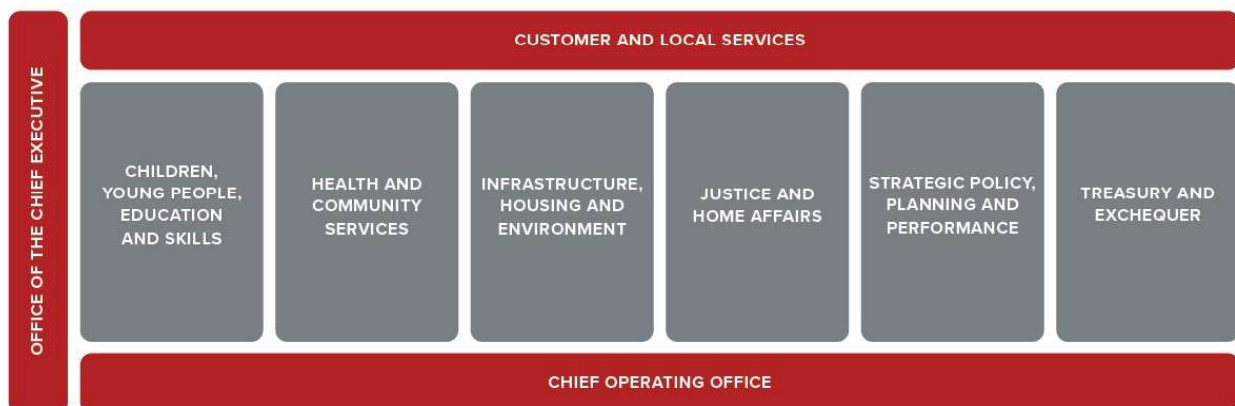 OFFICE OF THE CHIEF EXECUTIVE
CUSTOMER AND LOCAL SERVICES
CHILDREN,
YOUNG PEOPLE,
EDUCATION
AND SKILLS
HEALTH AND
COMMUNITY
SERVICES
INFRASTRUCTURE,
HOUSING AND
ENVIRONMENT
JUSTICE AND
HOME AFFAIRS
STRATEGIC POLICY,
PLANNING AND
PERFORMANCE
TREASURY AND
EXCHEQUER
CHIEF OPERATING OFFICE